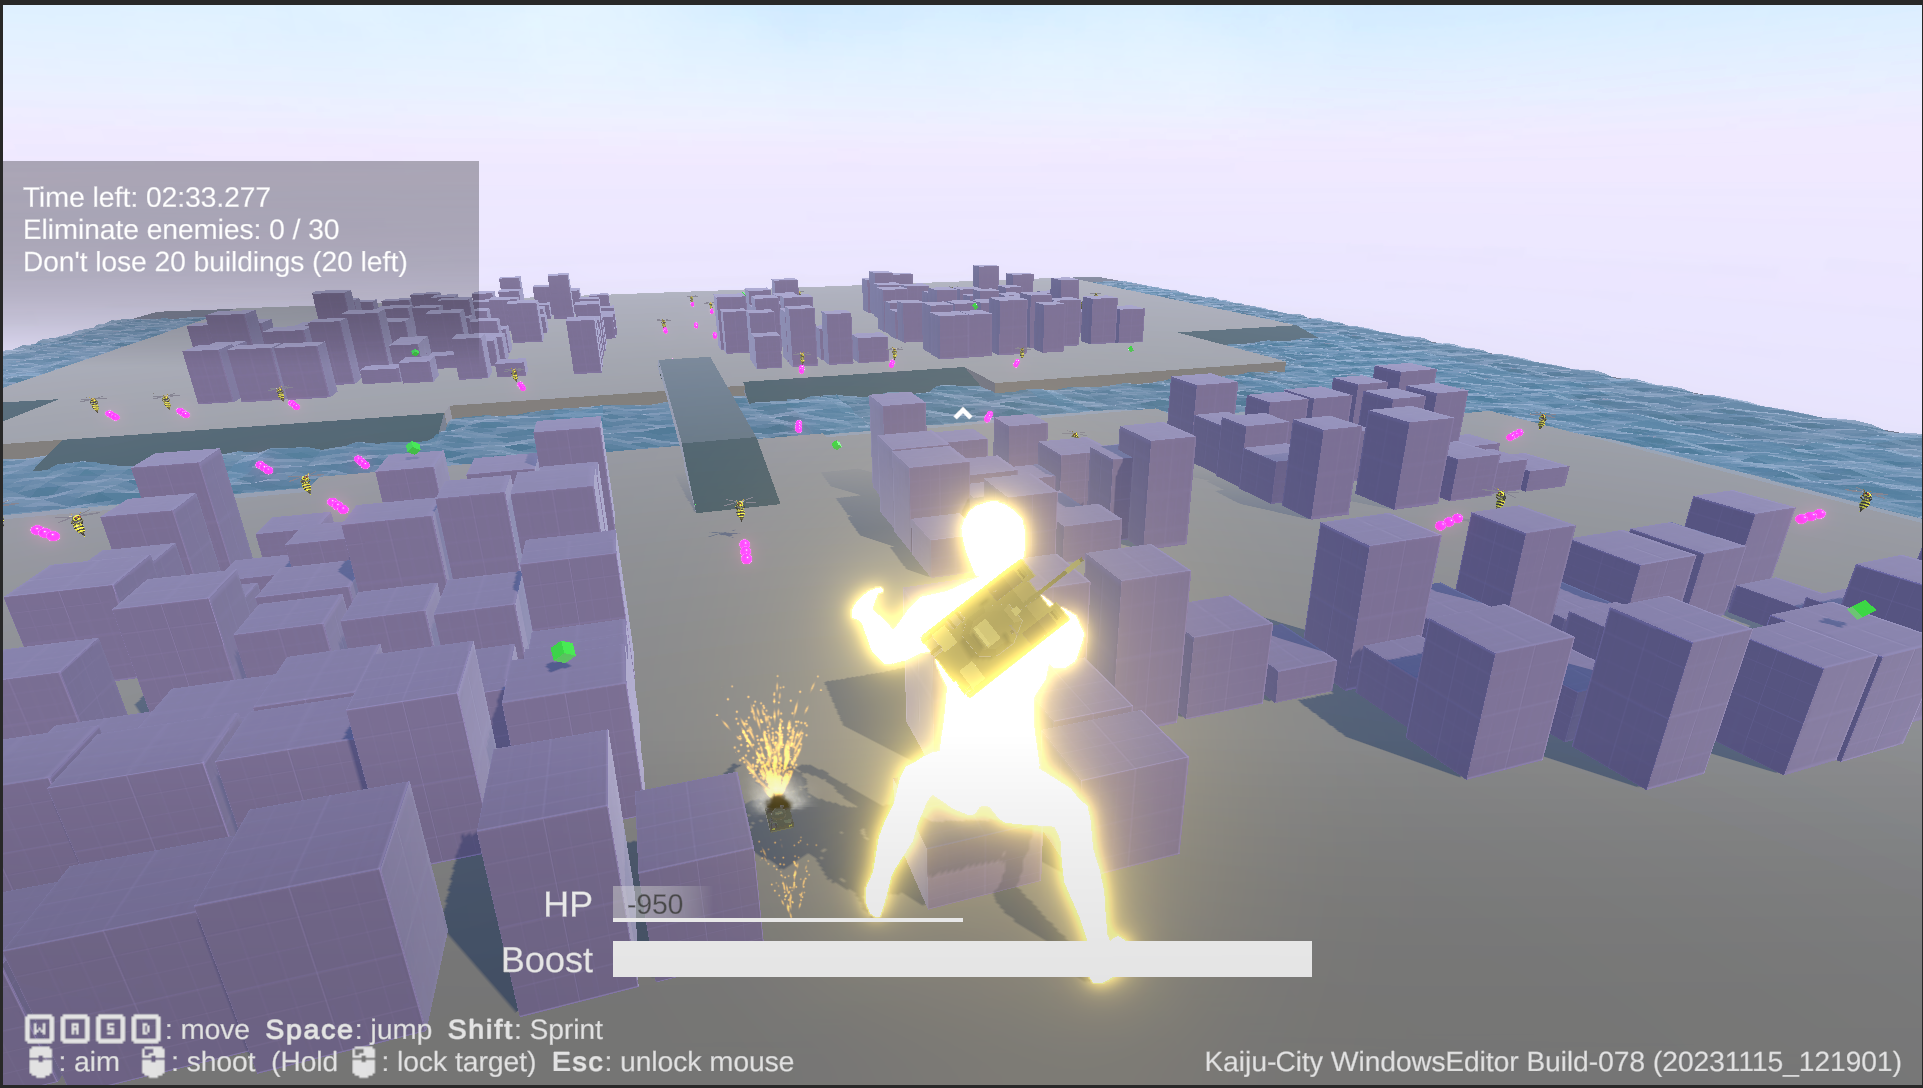 Time left: 02:33.277
Eliminate enemies: 0 / 30
Don't lose 20 buildings (20 left)
HP -950
Boost
W A S D : move Space: jump Shift: Sprint
: aim : shoot (Hold : lock target) Esc: unlock mouse
Kaiju-City WindowsEditor Build-078 (20231115_121901)